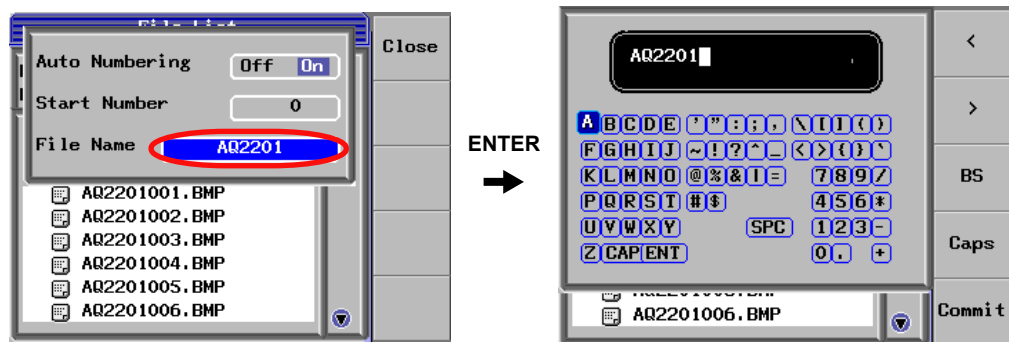 File List
Close
Auto Numbering Off On
Start Number 0
File Name AQ2201
AQ2201001.BMP
AQ2201002.BMP
AQ2201003.BMP
AQ2201004.BMP
AQ2201005.BMP
AQ2201006.BMP
ENTER
AQ2201
<
>
BS
Caps
Commit
A B C D E ' " : ; , \ [ ] ( )
F G H I J ~ ! ? ^ _ < > { } `
K L M N O @ % & | = 7 8 9 /
P Q R S T # $ 4 5 6 *
U V W X Y SPC 1 2 3 -
Z CAP ENT 0 . +
AQ2201006.BMP